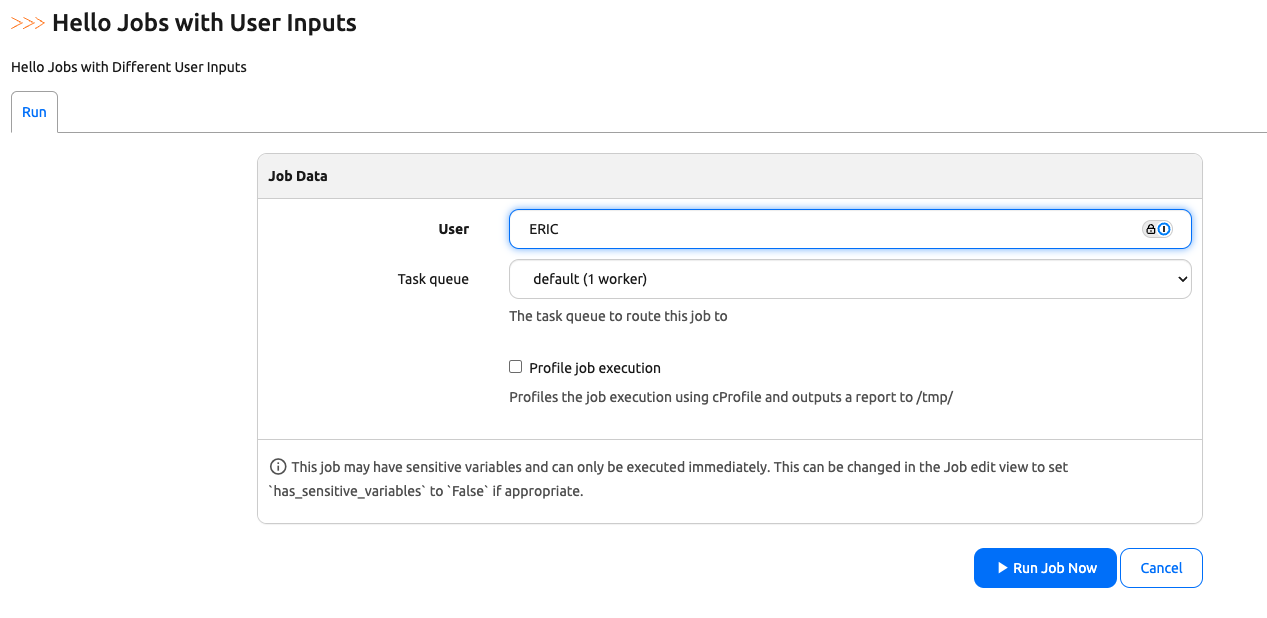 >>> Hello Jobs with User Inputs
Hello Jobs with Different User Inputs
Run
Job Data
User
ERIC
Task queue
default (1 worker)
The task queue to route this job to
Profile job execution
Profiles the job execution using cProfile and outputs a report to /tmp/
This job may have sensitive variables and can only be executed immediately. This can be changed in the Job edit view to set
`has_sensitive_variables` to `False` if appropriate.
Run Job Now
Cancel